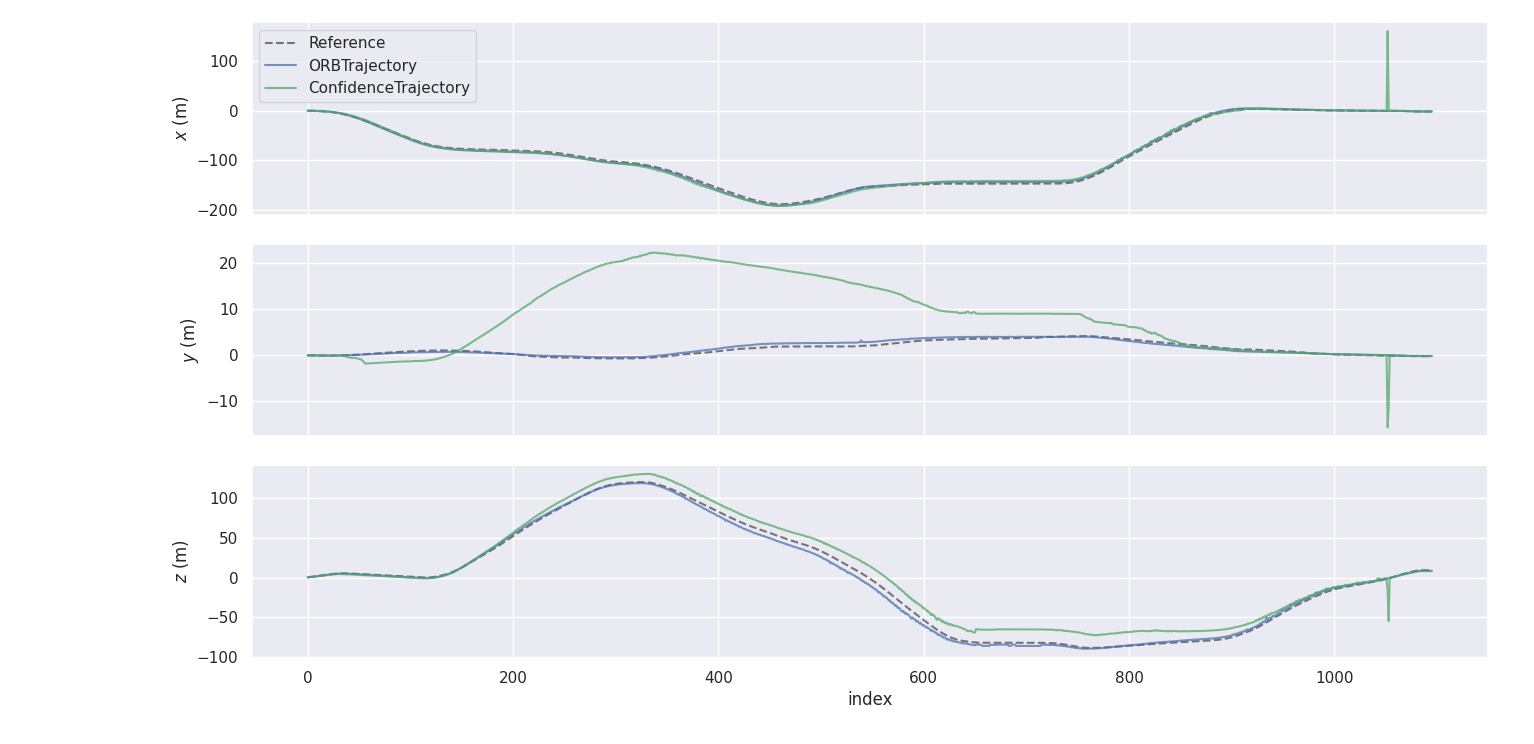 Reference
ORBTrajectory
ConfidenceTrajectory
x (m)
100
0
−100
−200
y (m)
20
10
0
−10
z (m)
100
50
0
−50
−100
0 200 400 600 800 1000
index